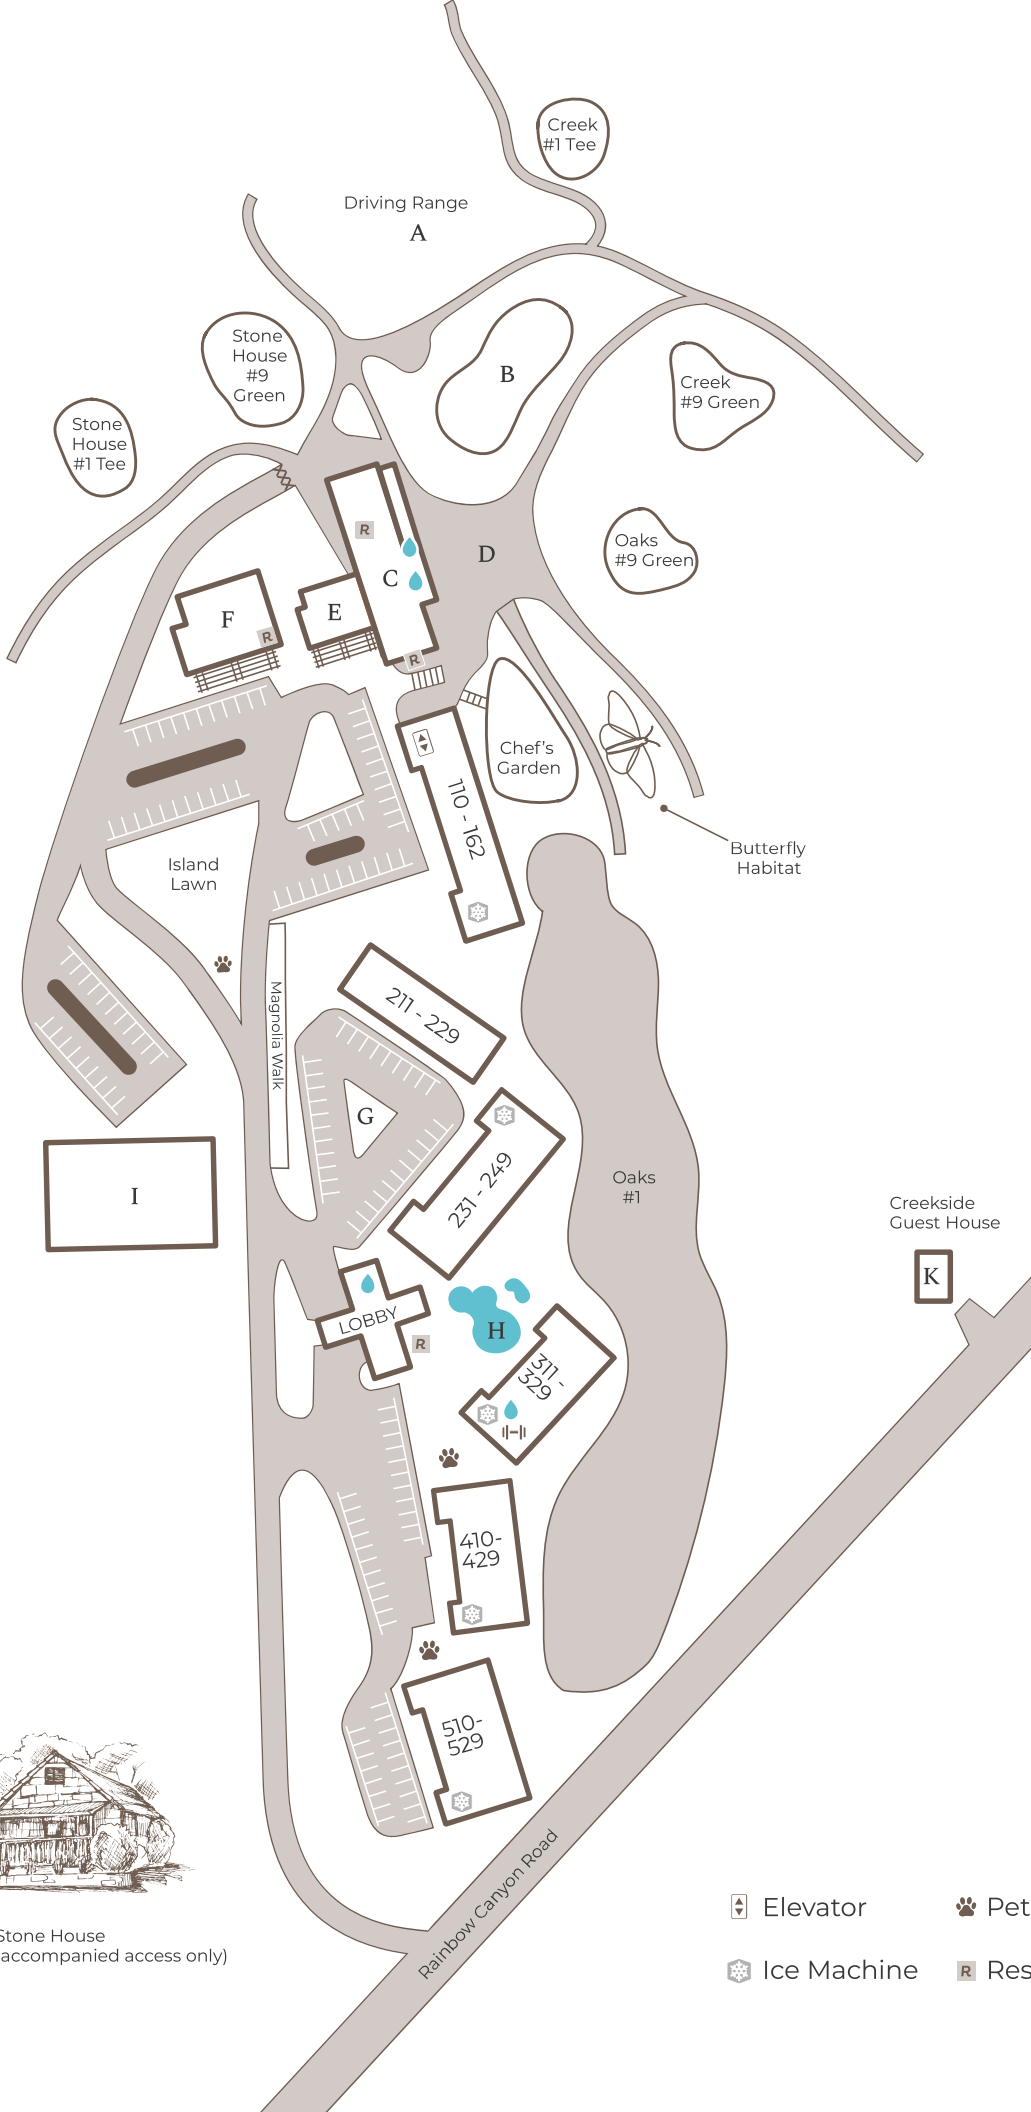 Creek
#1 Tee
Driving Range
A
Stone
House
#9
Green
B
Creek
#9 Green
Stone
House
#1 Tee
R
Oaks
#9 Green
D
C
F
E
R
R
Chef's
Garden
110 - 162
Butterfly
Habitat
Island
Lawn
Magnolia Walk
211 - 229
G
231 - 249
I
Oaks
#1
Creekside
Guest House
K
LOBBY
H
R
311 -
329
410-
429
510-
529
Rainbow Canyon Road
Stone House
accompanied access only)
Elevator
Pet
Ice Machine
R
Res